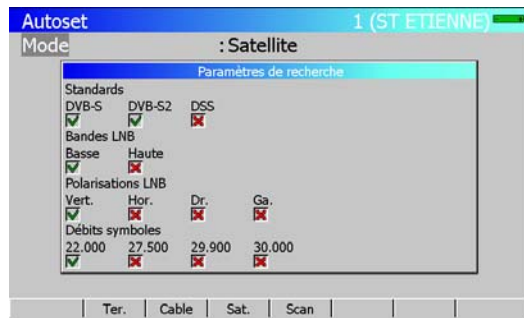 Autoset 1 (ST ETIENNE)
Mode : Satellite
Paramètres de recherche
Standards
DVB-S DVB-S2 DSS
Bandes LNB
Basse Haute
Polarisations LNB
Vert. Hor. Dr. Ga.
Débits symboles
22.000 27.500 29.900 30.000
Ter. Cable Sat. Scan